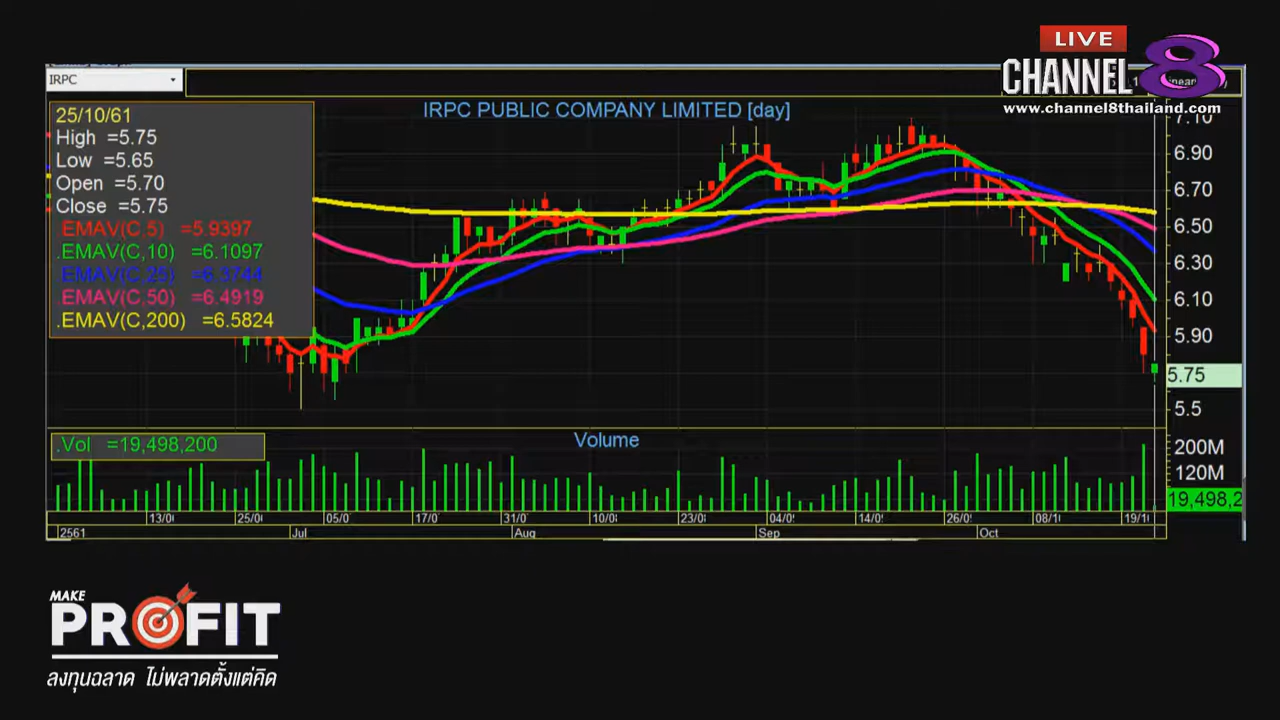 LIVE
CHANNEL 8
www.channel8thailand.com
IRPC
IRPC PUBLIC COMPANY LIMITED [day]
25/10/61
High =5.75
Low =5.65
Open =5.70
Close =5.75
.EMAV(C,5) =5.9397
.EMAV(C,10) =6.1097
.EMAV(C,25) =6.3744
.EMAV(C,50) =6.4919
.EMAV(C,200) =6.5824
7.10
6.90
6.70
6.50
6.30
6.10
5.90
5.75
5.5
.Vol =19,498,200
Volume
200M
120M
19,498,2
13/0
25/0
05/0
17/0
31/0
10/0
23/0
04/0
14/0
26/0
08/1
19/1
2561
Jul
Aug
Sep
Oct
MAKE
PROFIT
ลงทุนฉลาด ไม่พลาดตั้งแต่คิด